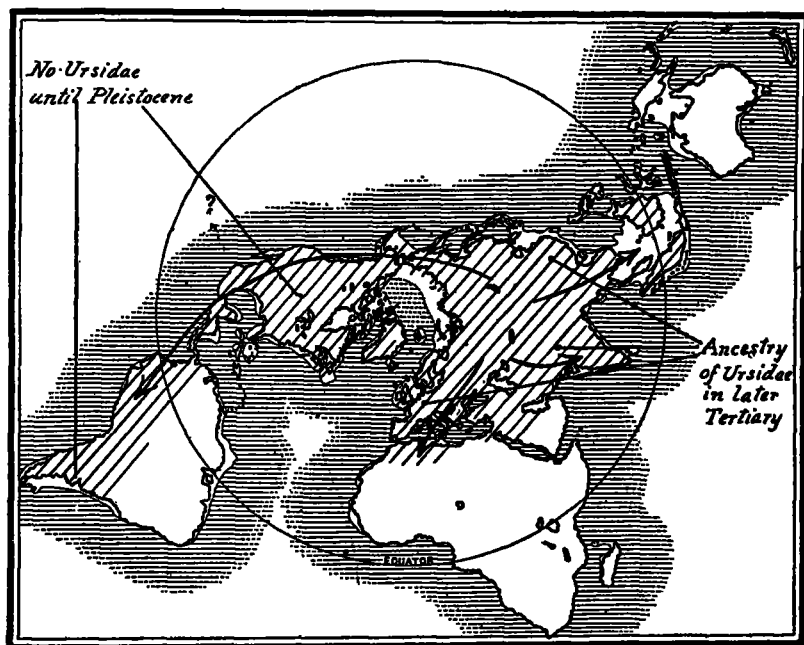 No Ursidae
until Pleistocene
?
Ancestry
of Ursidae
in later
Tertiary
EQUATOR